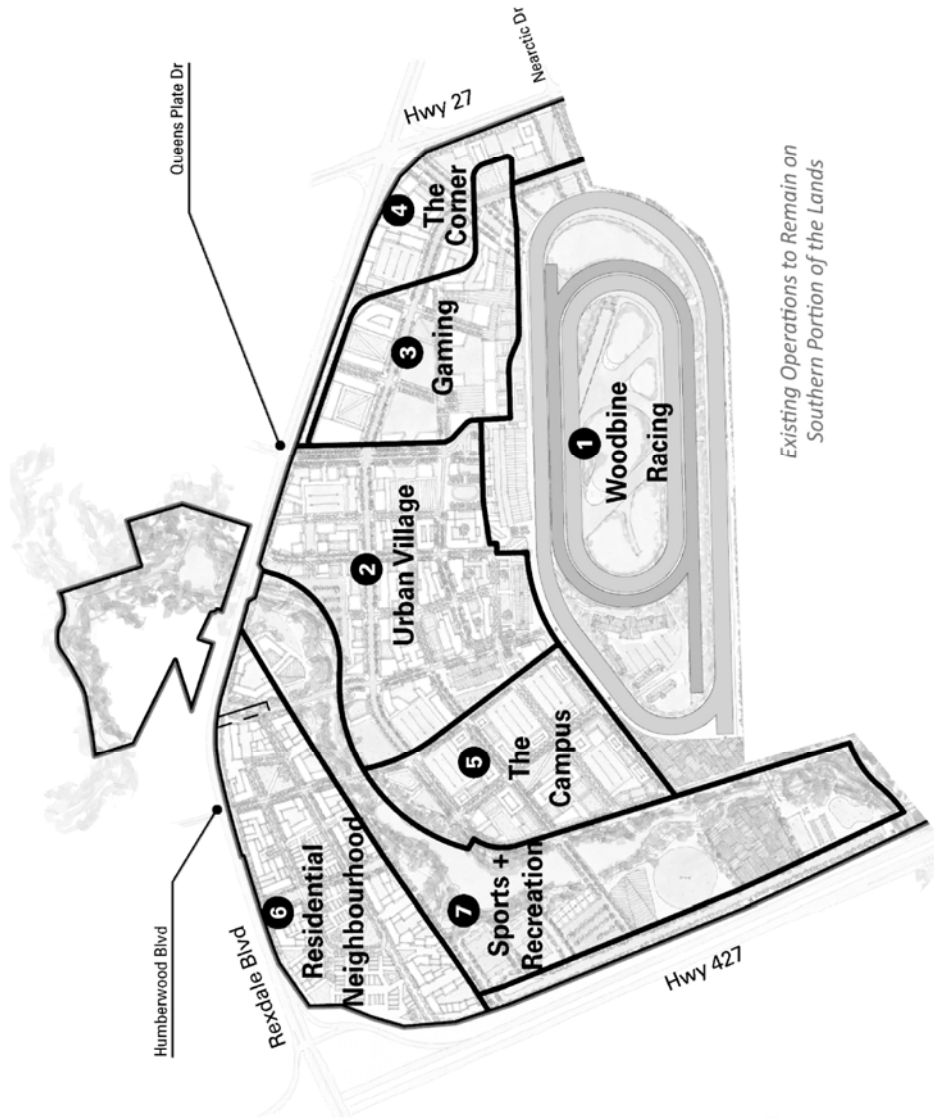 Humberwood Blvd
Queens Plate Dr
Rexdale Blvd
Hwy 27
Nearctic Dr
Hwy 427
1
Woodbine
Racing
2
Urban Village
3
Gaming
4
The
Corner
5
The
Campus
6
Residential
Neighbourhood
7
Sports +
Recreation
Existing Operations to Remain on
Southern Portion of the Lands